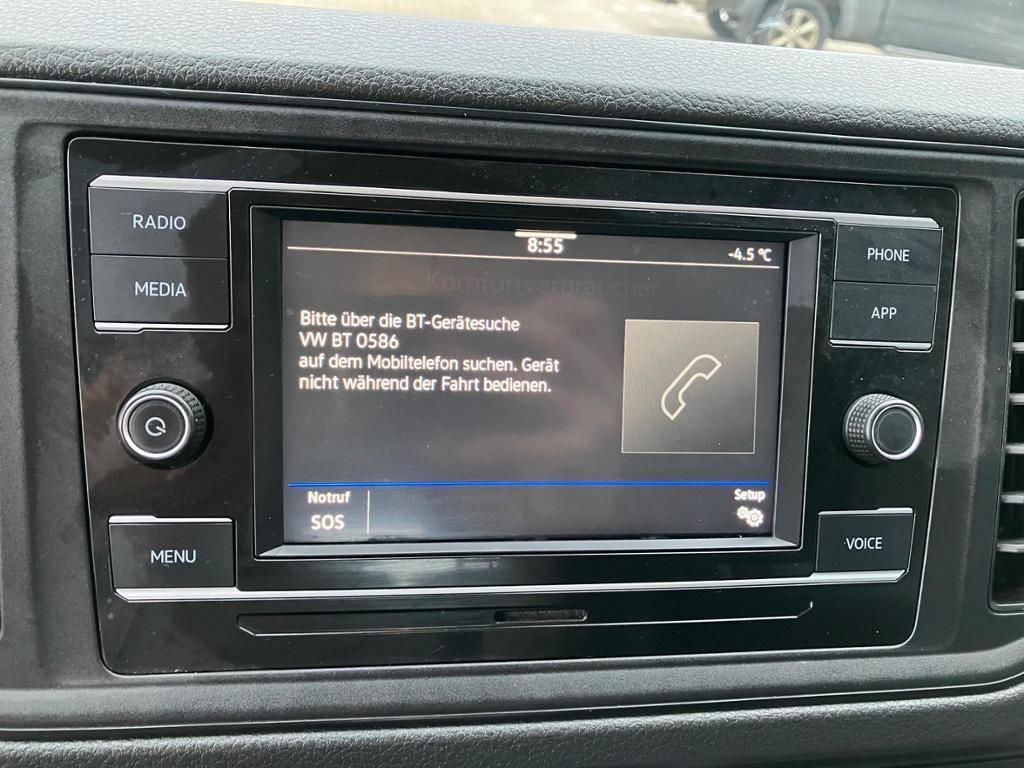 RADIO
MEDIA
MENU
8:55
-4.5 °C
Komfortverbraucher
Bitte über die BT-Gerätesuche
VW BT 0586
auf dem Mobiltelefon suchen. Gerät
nicht während der Fahrt bedienen.
Notruf
SOS
Setup
PHONE
APP
VOICE